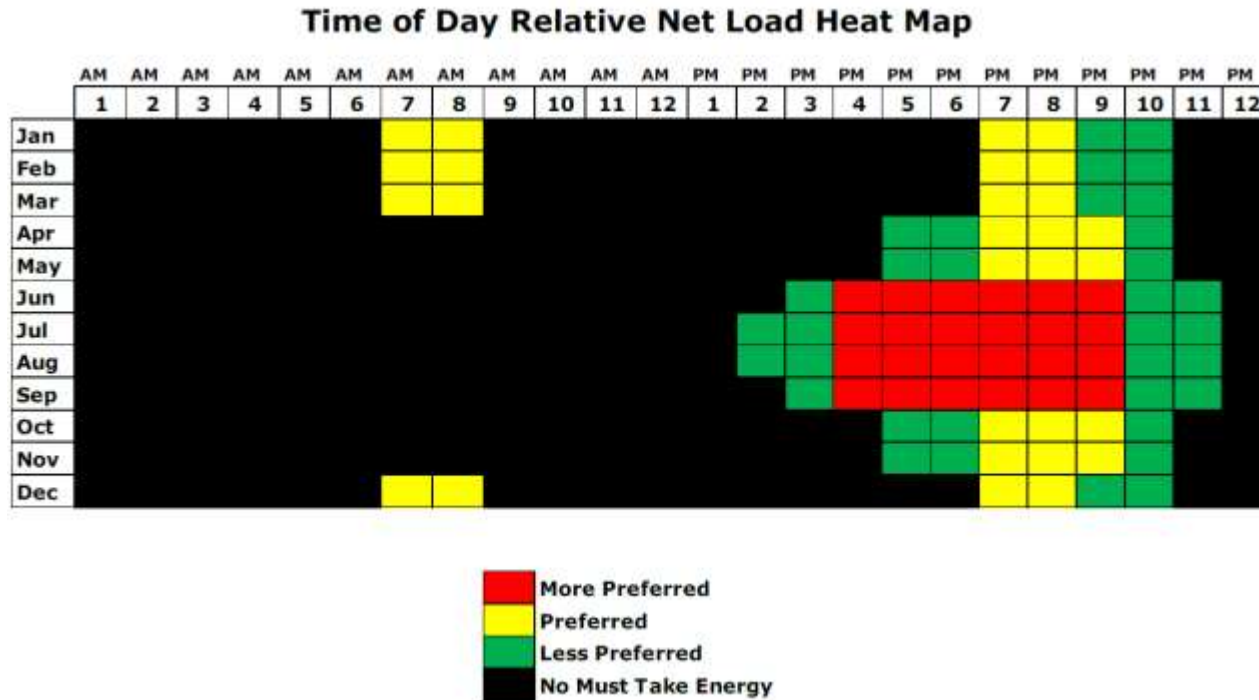 Time of Day Relative Net Load Heat Map
AM AM AM AM AM AM AM AM AM AM AM AM PM PM PM PM PM PM PM PM PM PM PM PM
1 2 3 4 5 6 7 8 9 10 11 12 1 2 3 4 5 6 7 8 9 10 11 12
Jan
Feb
Mar
Apr
May
Jun
Jul
Aug
Sep
Oct
Nov
Dec
More Preferred
Preferred
Less Preferred
No Must Take Energy